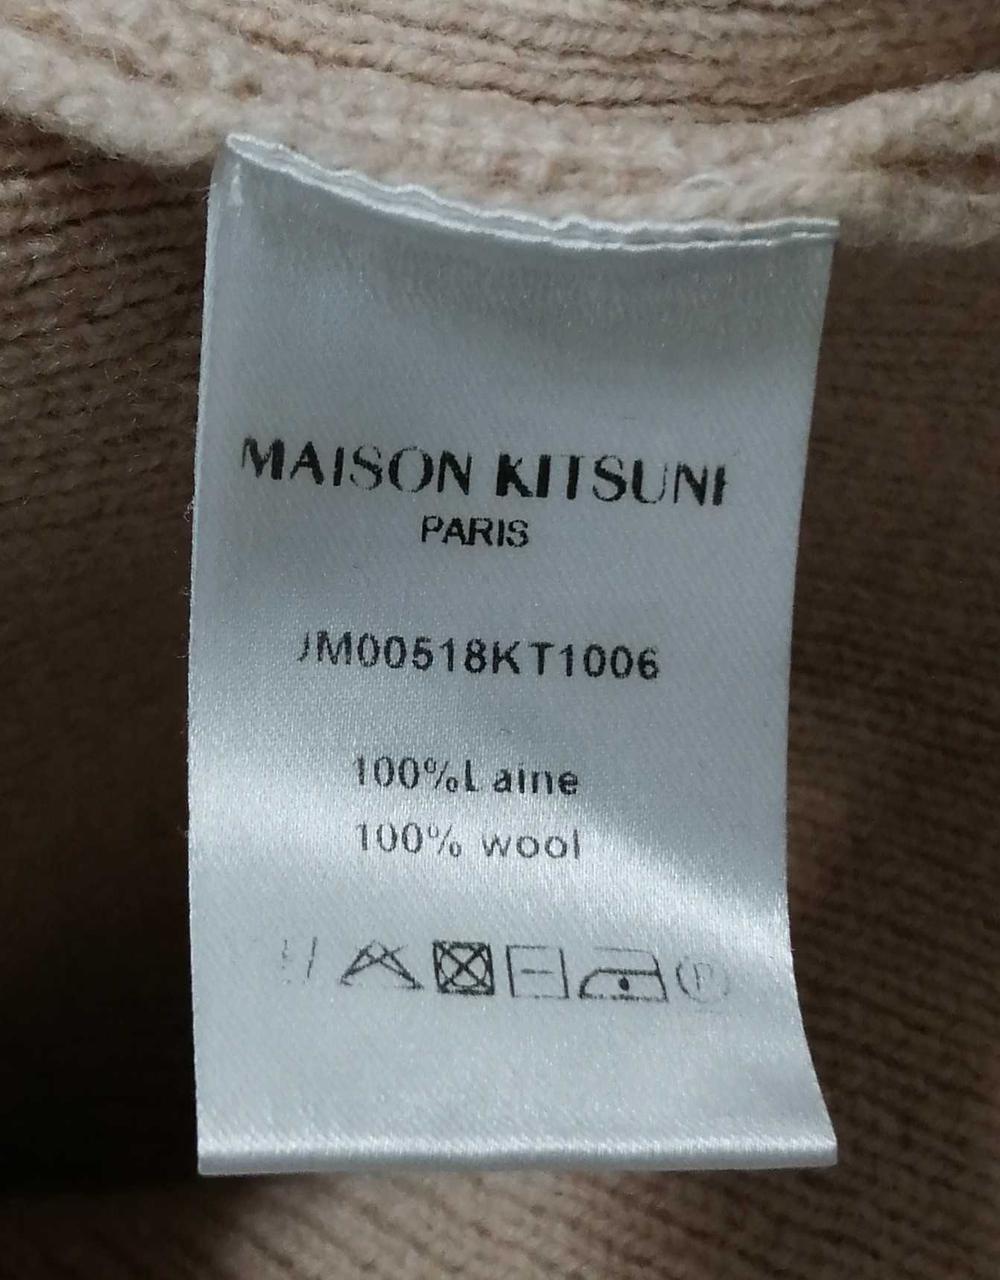 MAISON KITSUNE
PARIS
JM00518KT1006
100%Laine
100% wool
P